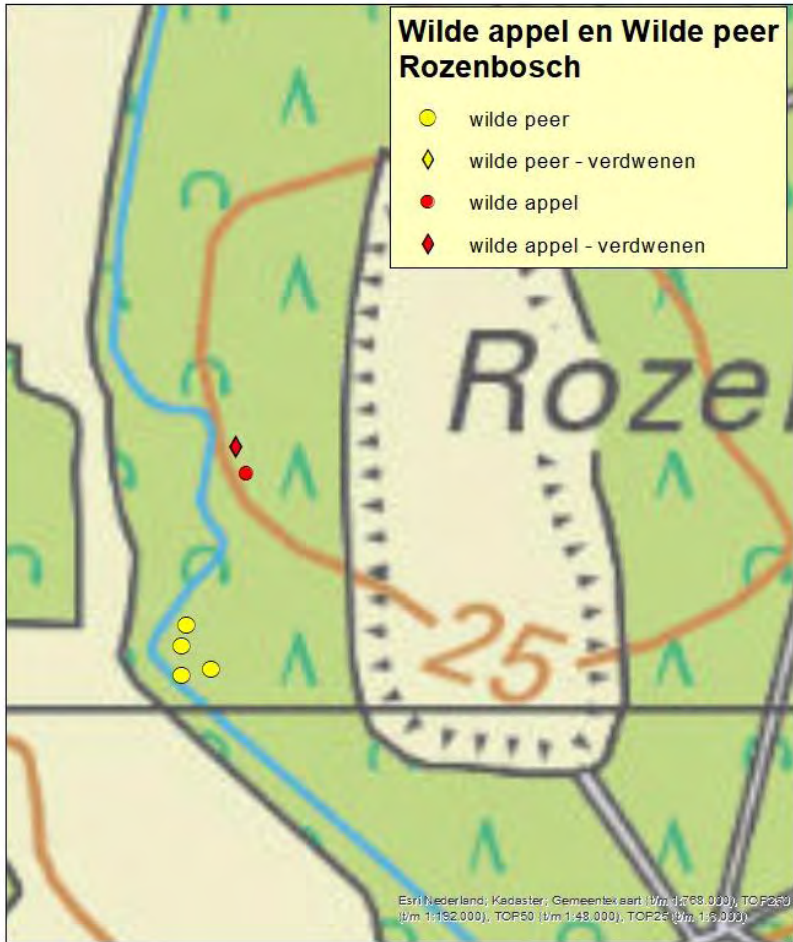 Wilde appel en Wilde peer
Rozenbosch
wilde peer
wilde peer - verdwenen
wilde appel
wilde appel - verdwenen
Roze
25
Esri Nederland; Kadaster; Gemeentekaart (t/m 1:768.000), TOP250
(t/m 1:192.000), TOP50 (t/m 1:48.000), TOP25 (t/m 1:6.000)